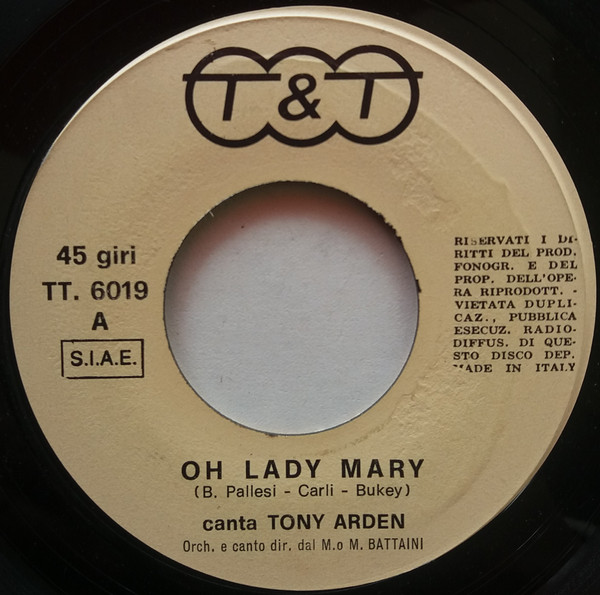 T & T
45 giri
TT. 6019
A
S.I.A.E.
RISERVATI I DI-
RITTI DEL PROD.
FONOGR. E DEL
PROP. DELL'OPE-
RA RIPRODOTT. -
VIETATA DUPLI-
CAZ., PUBBLICA
ESECUZ. RADIO-
DIFFUS. DI QUE-
STO DISCO DEP.
MADE IN ITALY
OH LADY MARY
(B. Pallesi - Carli - Bukey)
canta TONY ARDEN
Orch. e canto dir. dal M.o M. BATTAINI